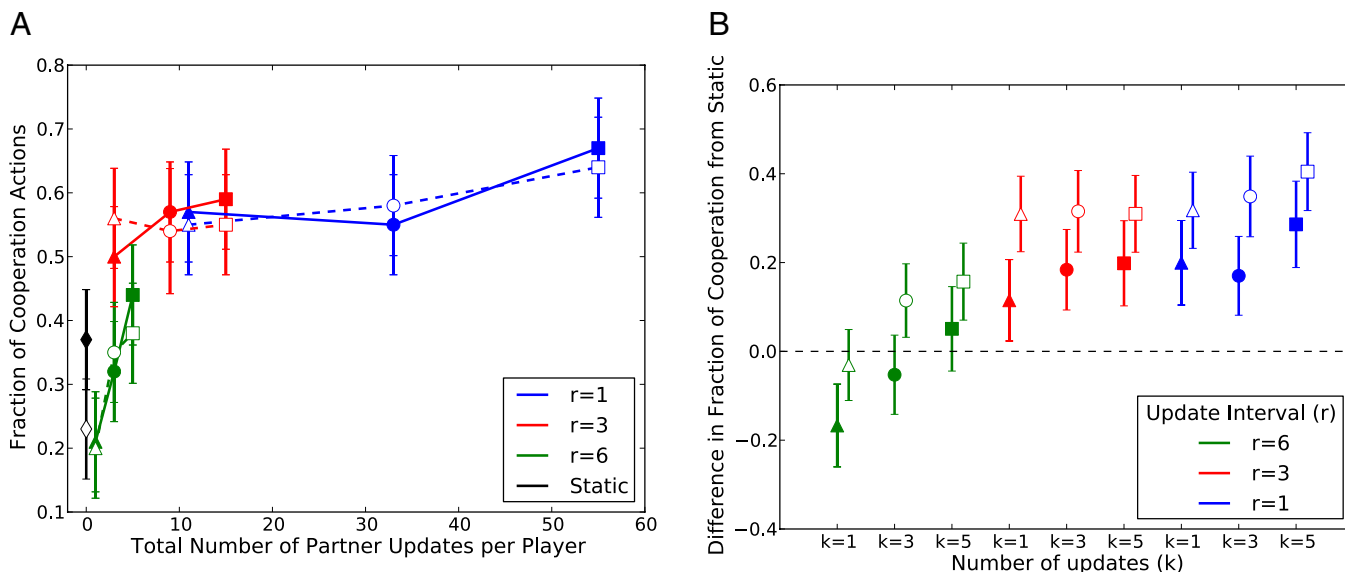 A
Fraction of Cooperation Actions
0.8
0.7
0.6
0.5
0.4
0.3
0.2
0.1
0 10 20 30 40 50 60
Total Number of Partner Updates per Player
r=1
r=3
r=6
Static
B
Difference in Fraction of Cooperation from Static
0.6
0.4
0.2
0.0
−0.2
−0.4
k=1 k=3 k=5 k=1 k=3 k=5 k=1 k=3 k=5
Number of updates (k)
Update Interval (r)
r=6
r=3
r=1